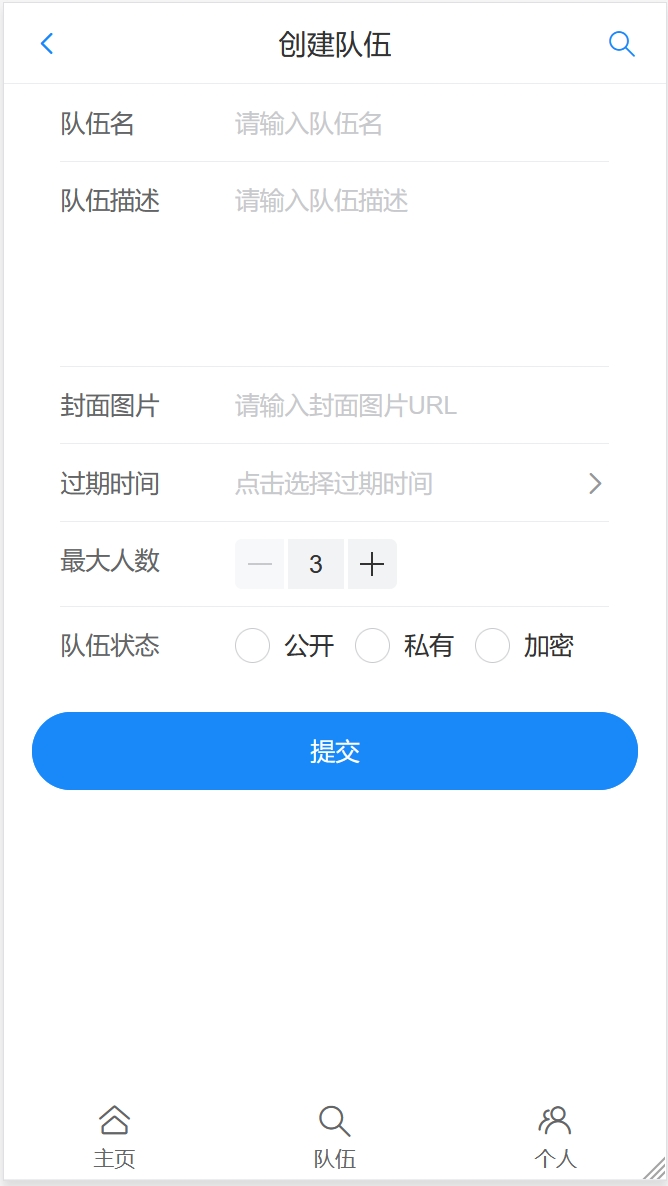 创建队伍
队伍名 请输入队伍名
队伍描述 请输入队伍描述
封面图片 请输入封面图片URL
过期时间 点击选择过期时间
最大人数 3
队伍状态 公开 私有 加密
提交
主页 队伍 个人